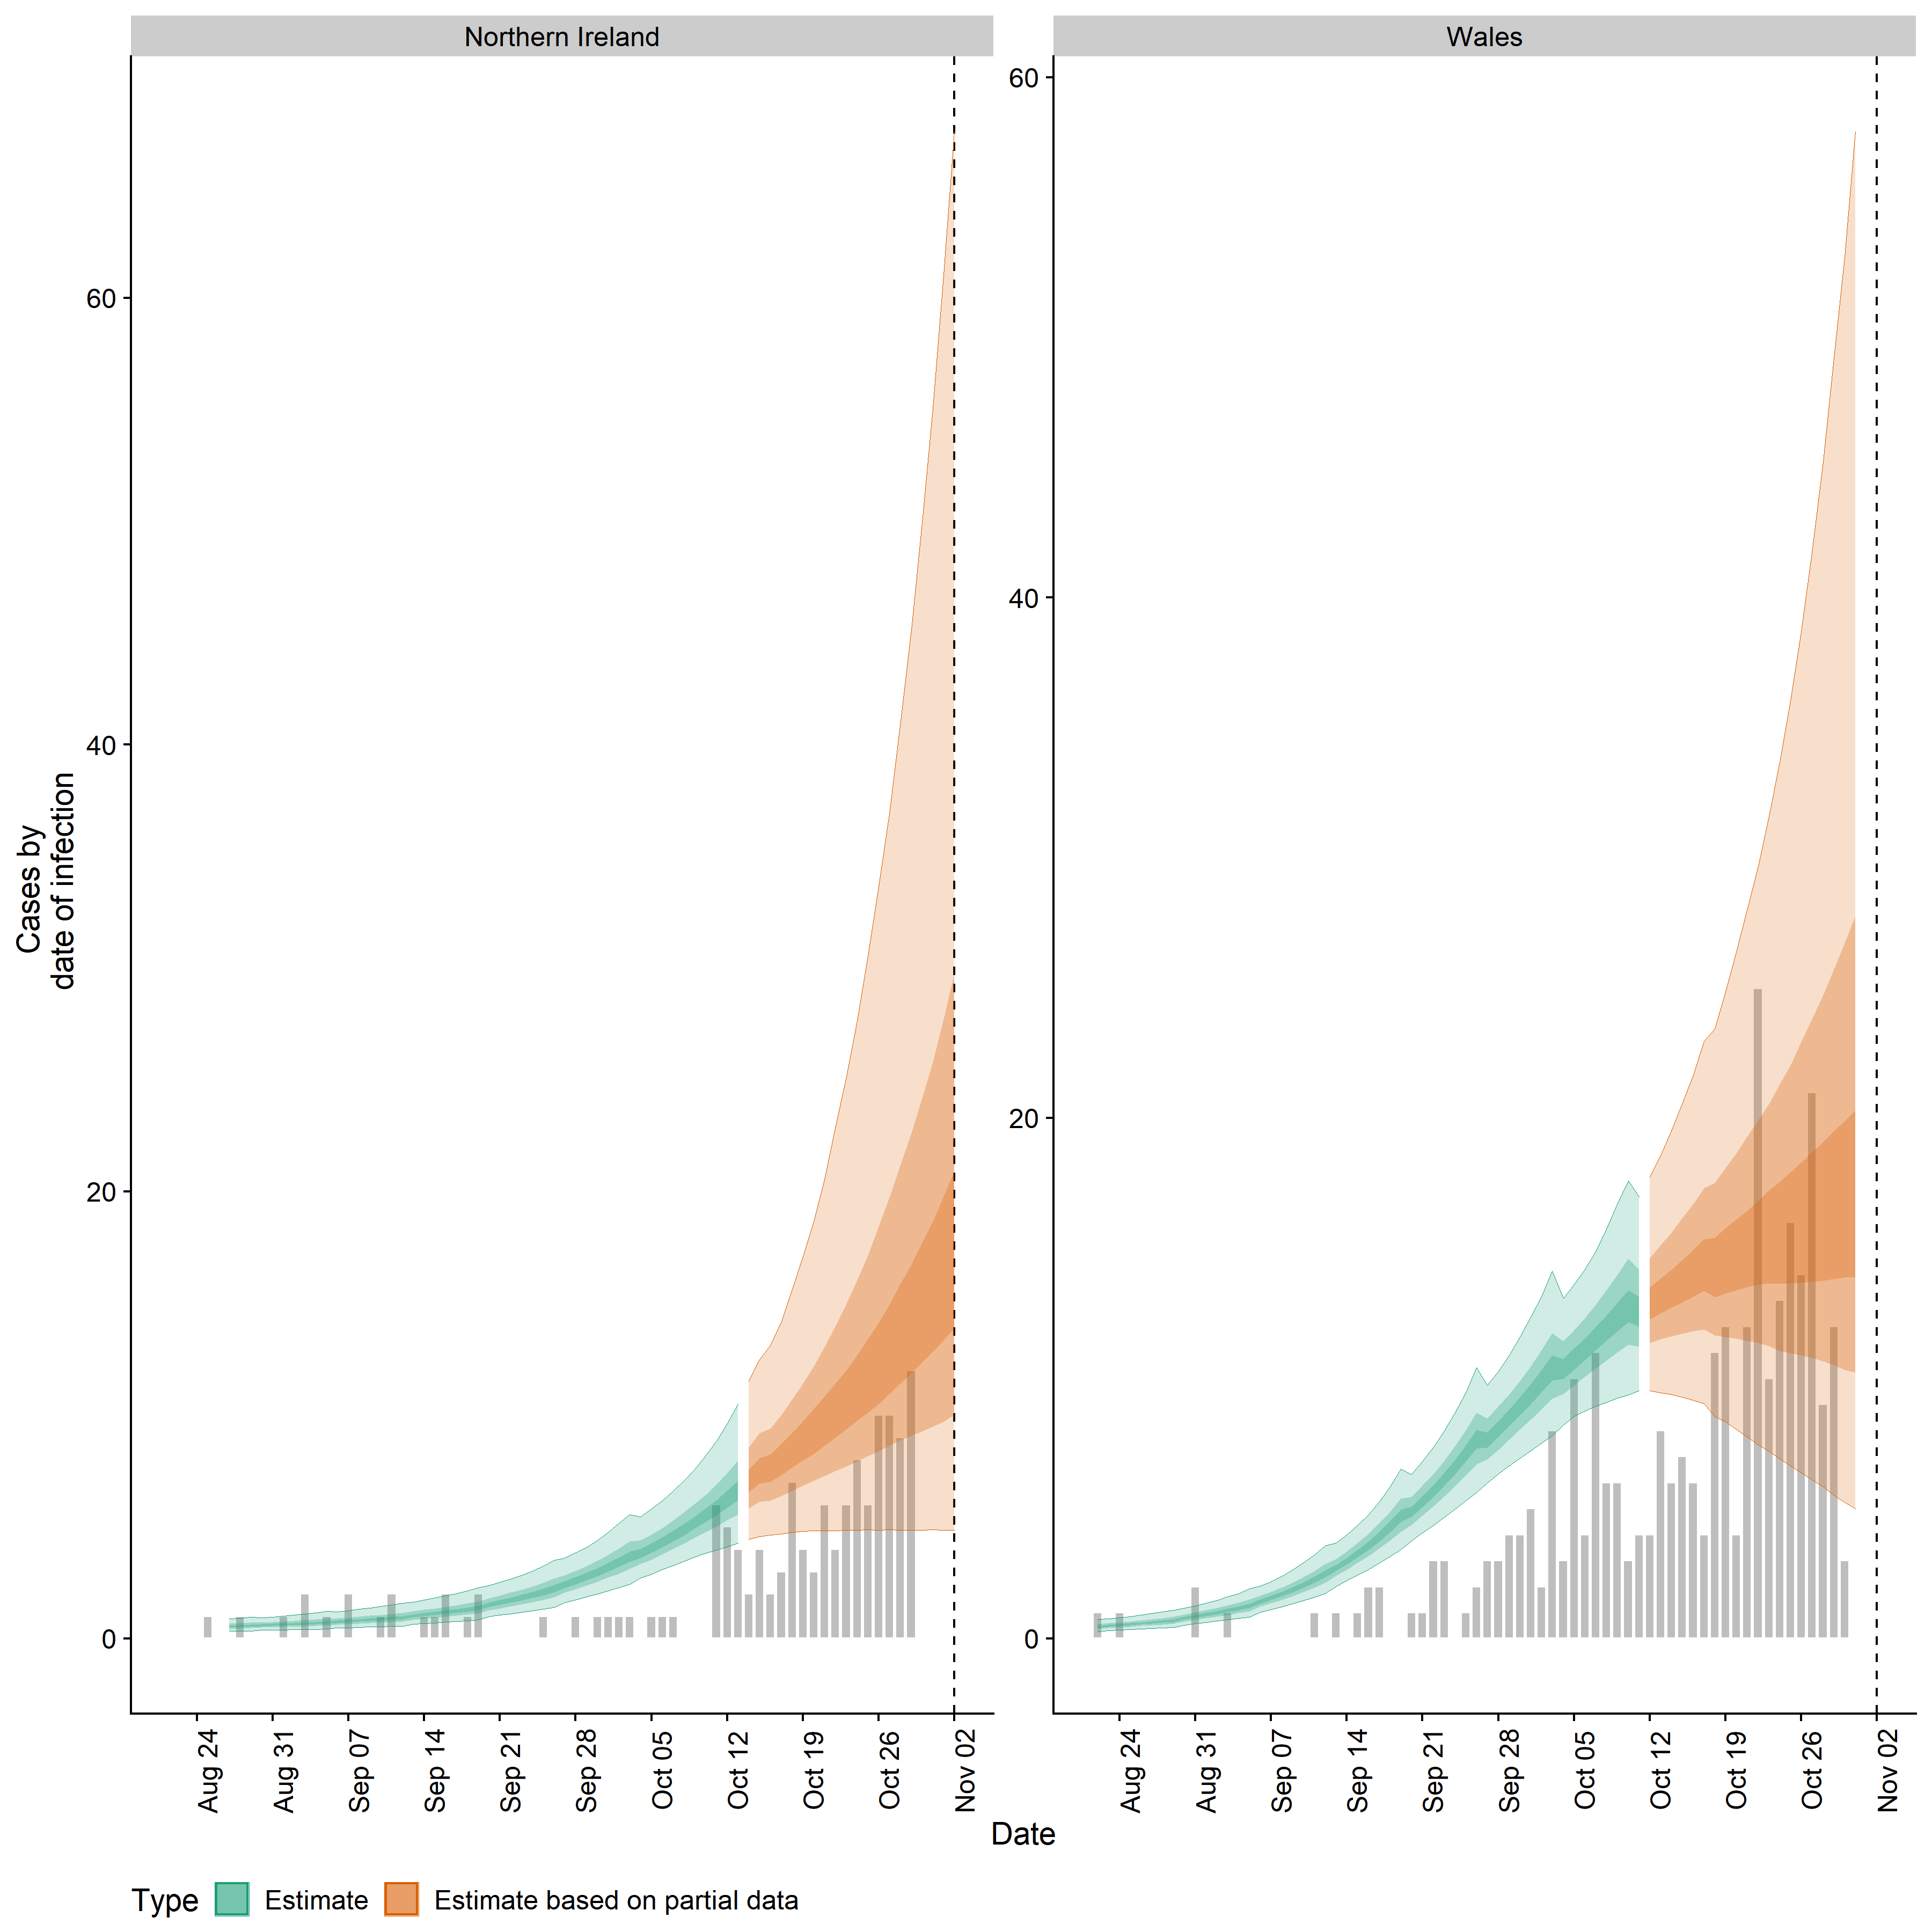 Northern Ireland
Wales
Cases by
date of infection
60
40
20
0
60
40
20
0
Aug 24
Aug 31
Sep 07
Sep 14
Sep 21
Sep 28
Oct 05
Oct 12
Oct 19
Oct 26
Nov 02
Aug 24
Aug 31
Sep 07
Sep 14
Sep 21
Sep 28
Oct 05
Oct 12
Oct 19
Oct 26
Nov 02
Date
Type Estimate Estimate based on partial data